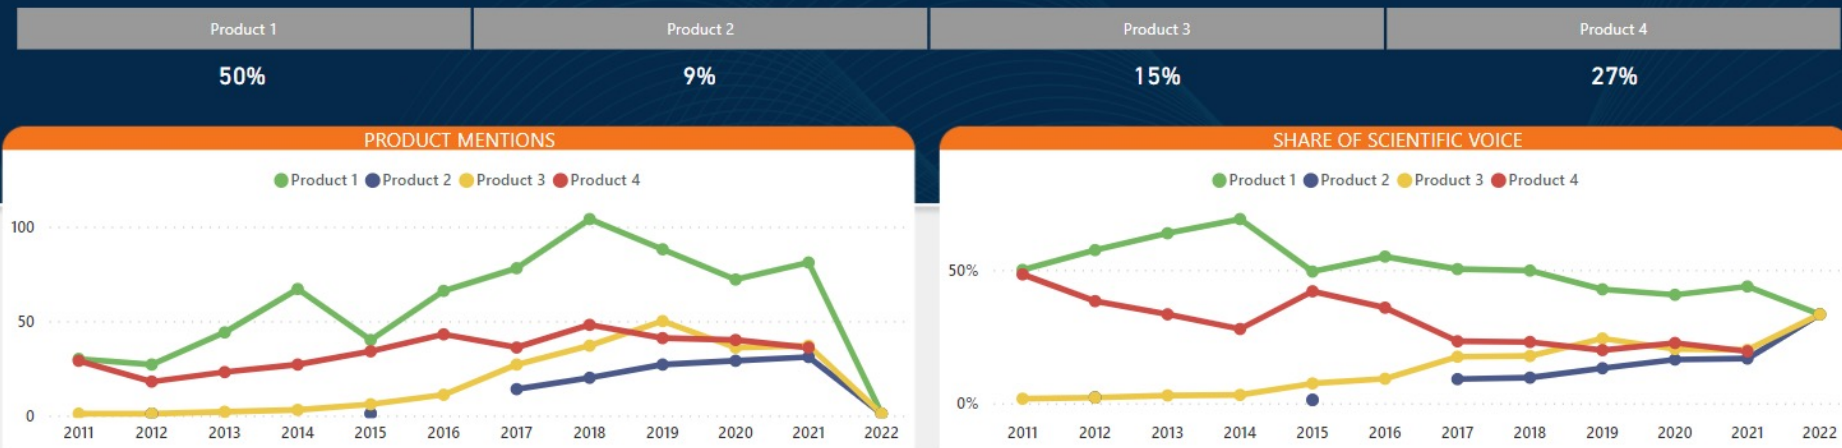 Product 1 Product 2 Product 3 Product 4
50% 9% 15% 27%
PRODUCT MENTIONS
Product 1 Product 2 Product 3 Product 4
100
50
0
2011 2012 2013 2014 2015 2016 2017 2018 2019 2020 2021 2022
SHARE OF SCIENTIFIC VOICE
Product 1 Product 2 Product 3 Product 4
50%
0%
2011 2012 2013 2014 2015 2016 2017 2018 2019 2020 2021 2022